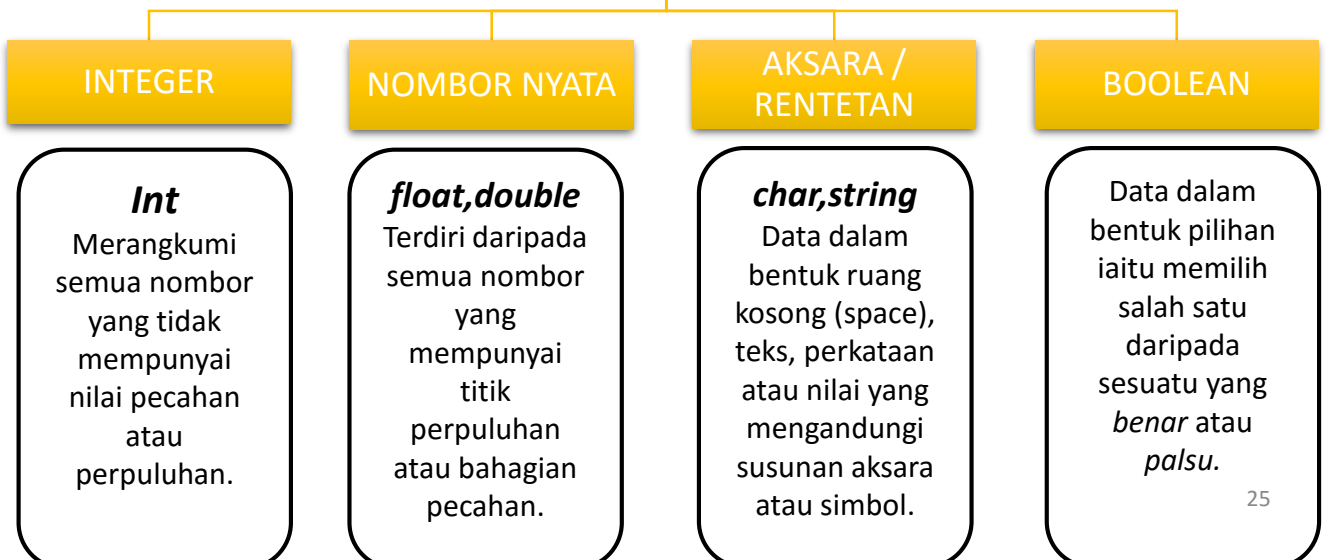 INTEGER
Int
Merangkumi
semua nombor
yang tidak
mempunyai
nilai pecahan
atau
perpuluhan.
NOMBOR NYATA
float,double
Terdiri daripada
semua nombor
yang
mempunyai
titik
perpuluhan
atau bahagian
pecahan.
AKSARA /
RENTETAN
char,string
Data dalam
bentuk ruang
kosong (space),
teks, perkataan
atau nilai yang
mengandungi
susunan aksara
atau simbol.
BOOLEAN
Data dalam
bentuk pilihan
iaitu memilih
salah satu
daripada
sesuatu yang
benar atau
palsu.
25